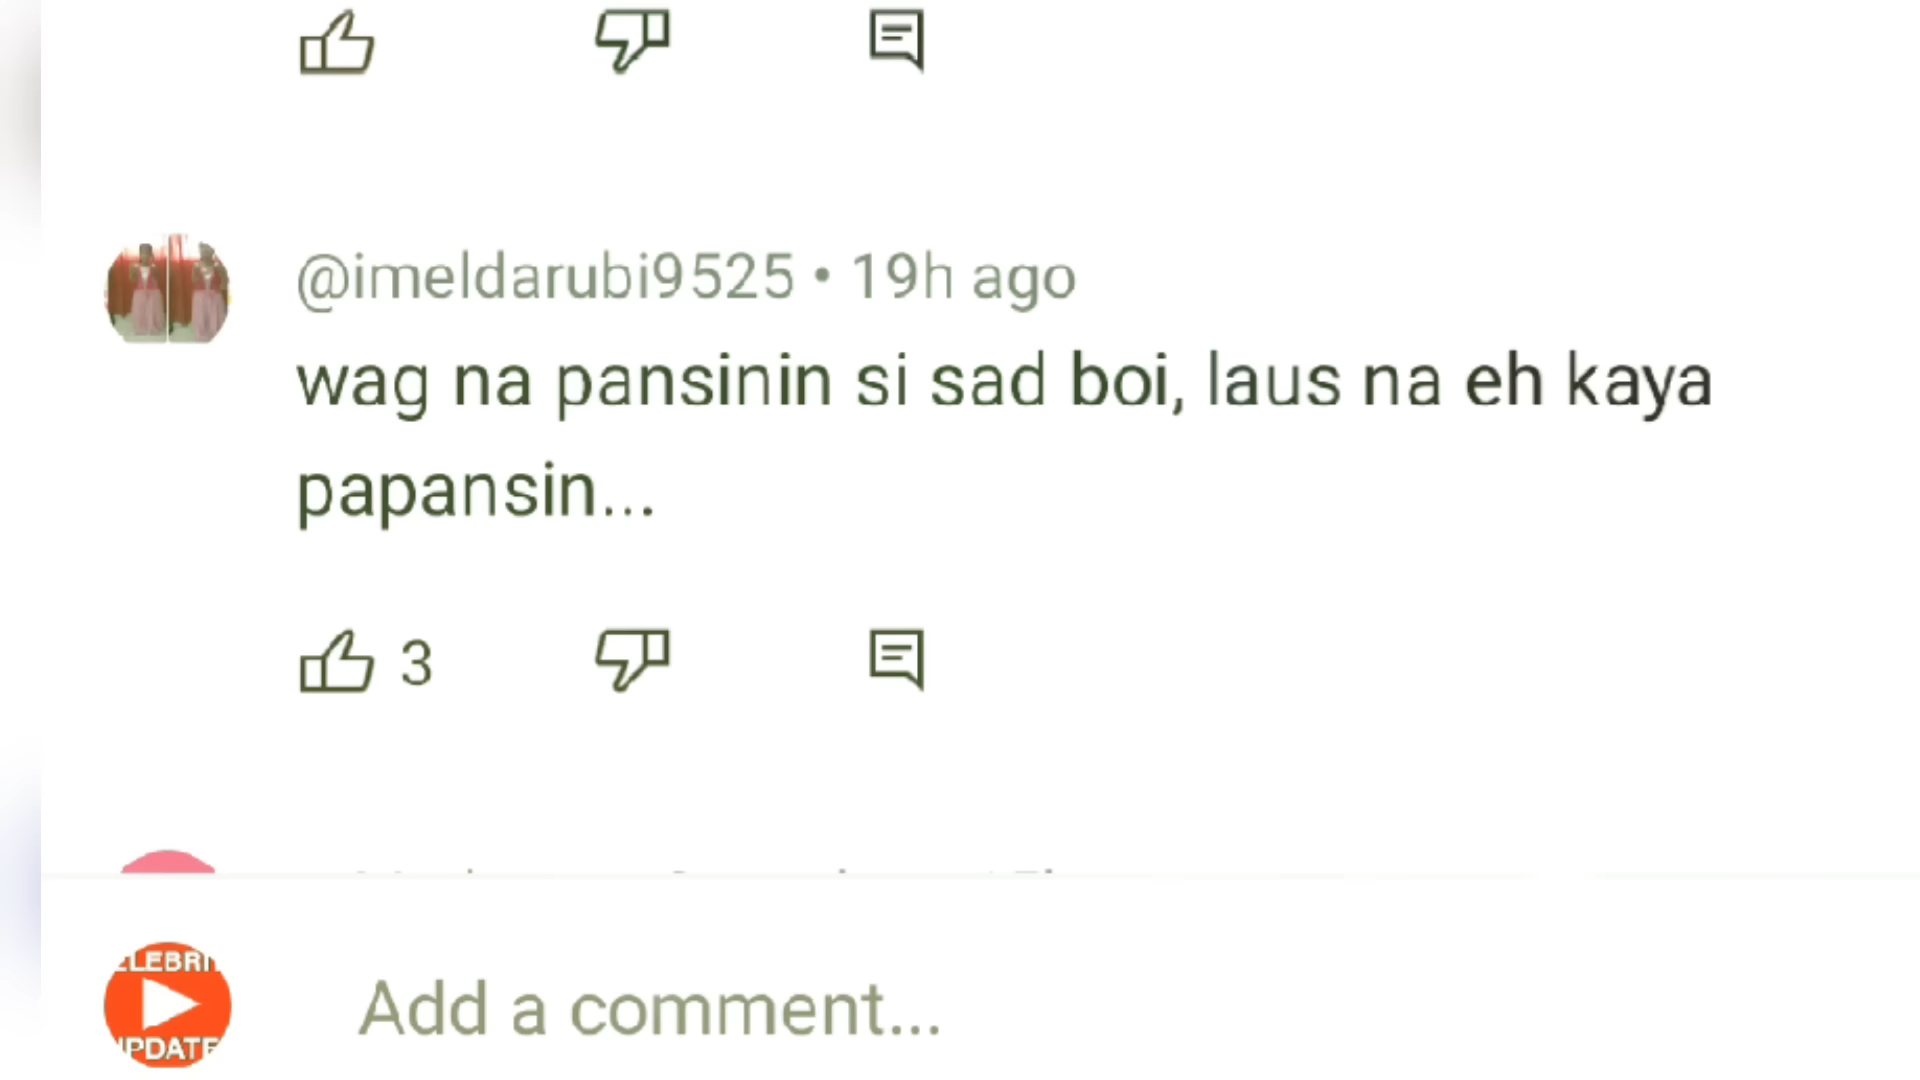 @imeldarubi9525 • 19h ago
wag na pansinin si sad boi, laus na eh kaya
papansin...
3
Add a comment...